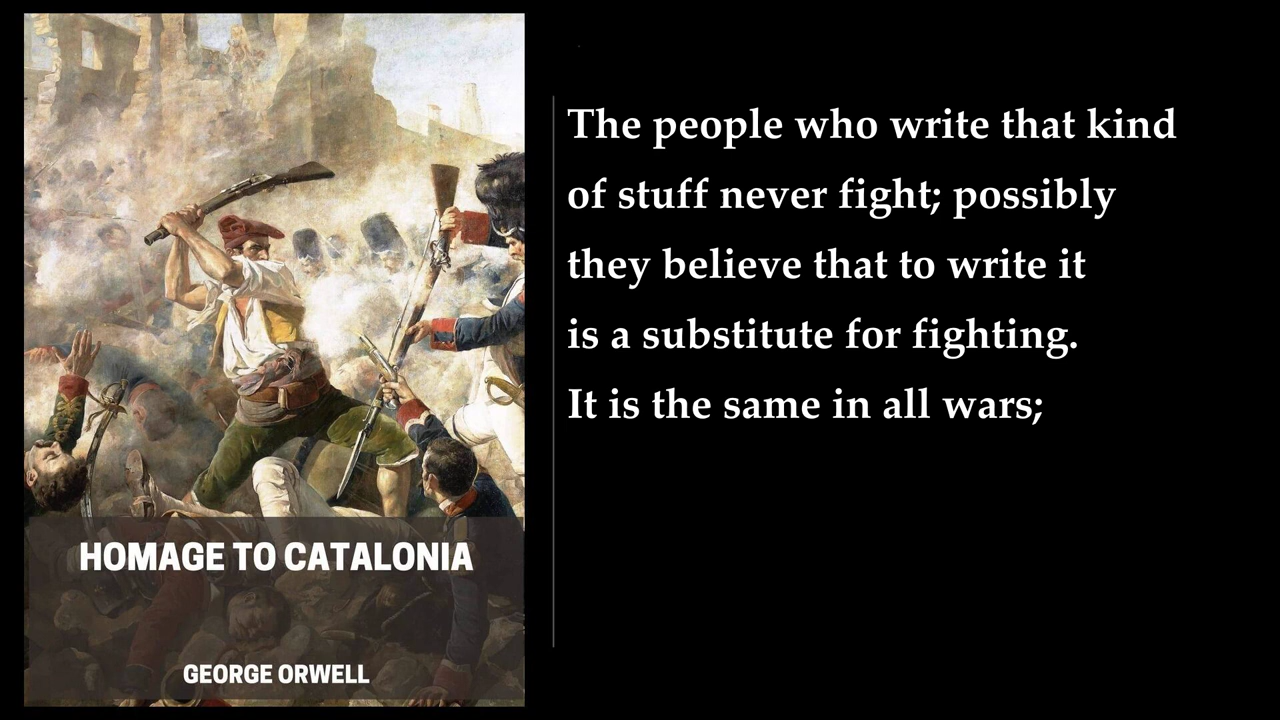 HOMAGE TO CATALONIA
GEORGE ORWELL
The people who write that kind
of stuff never fight; possibly
they believe that to write it
is a substitute for fighting.
It is the same in all wars;